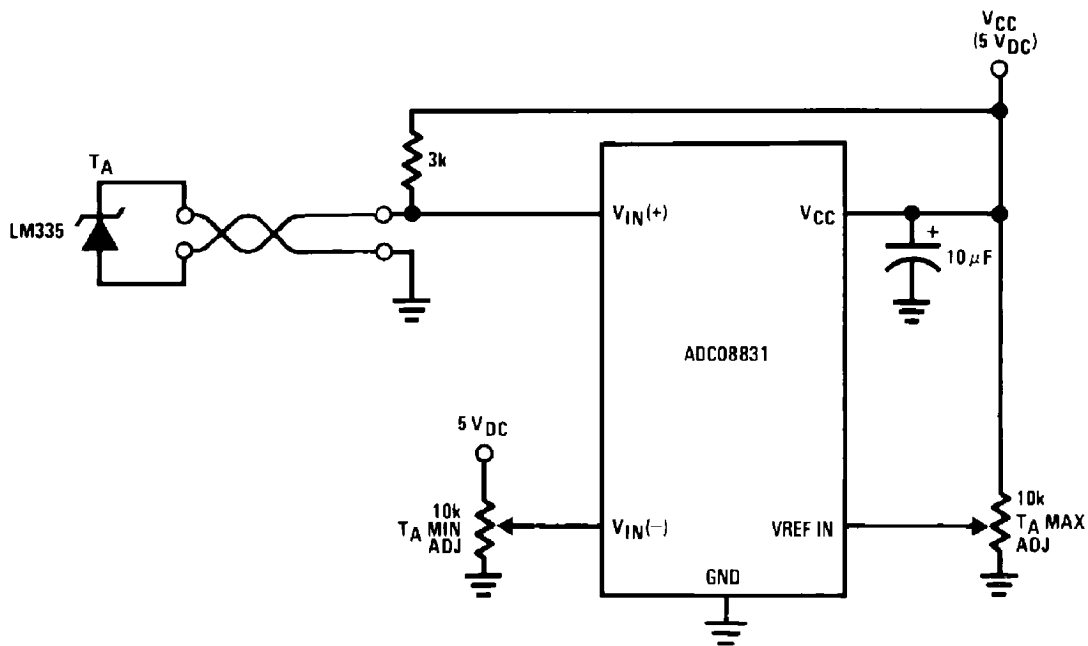 VCC
(5 VDC)
3k
TA
LM335
VIN(+)
VCC
+
10 µF
ADC08831
5 VDC
10k
TA MIN
ADJ
VIN(−)
VREF IN
10k
TA MAX
ADJ
GND